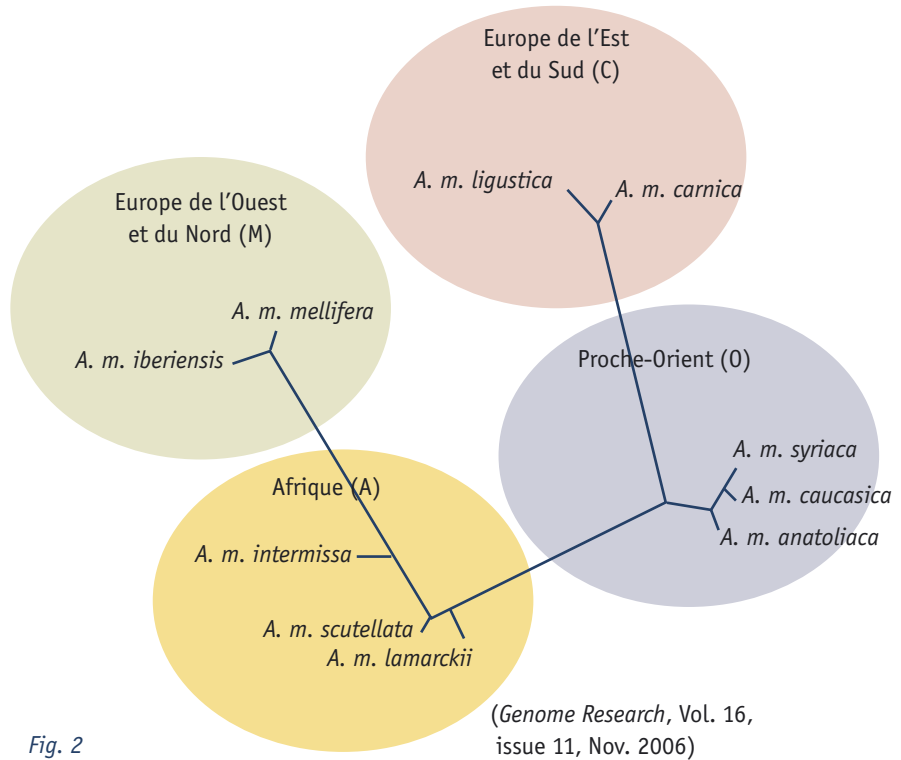 Europe de l'Est
et du Sud (C)
A. m. ligustica
A. m. carnica
Europe de l'Ouest
et du Nord (M)
A. m. mellifera
A. m. iberiensis
Proche-Orient (O)
A. m. syriaca
A. m. caucasica
A. m. anatoliaca
Afrique (A)
A. m. intermissa
A. m. scutellata
A. m. lamarckii
(Genome Research, Vol. 16,
issue 11, Nov. 2006)
Fig. 2